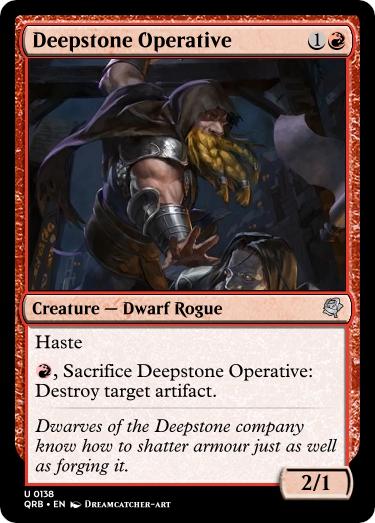 Deepstone Operative 1
Creature — Dwarf Rogue
Haste
, Sacrifice Deepstone Operative:
Destroy target artifact.
Dwarves of the Deepstone company
know how to shatter armour just as well
as forging it.
2/1
U 0138
QRB • EN Dreamcatcher-art